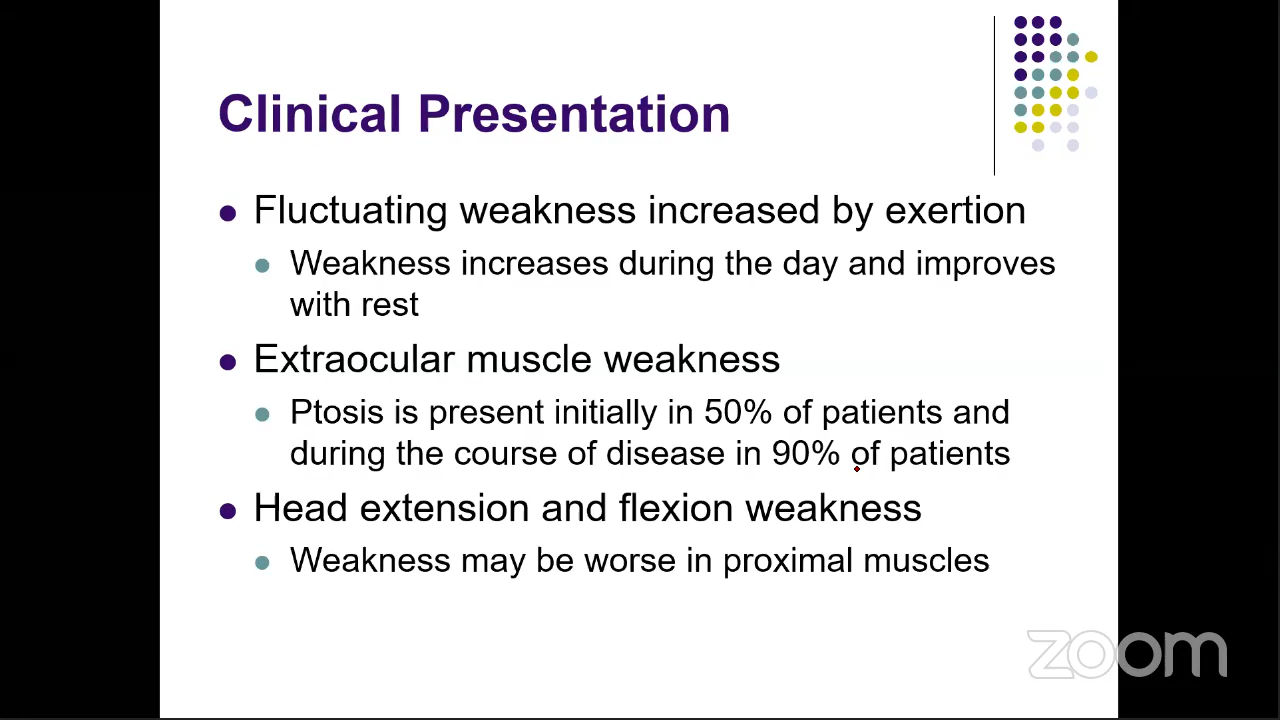 Clinical Presentation
Fluctuating weakness increased by exertion
Weakness increases during the day and improves
with rest
Extraocular muscle weakness
Ptosis is present initially in 50% of patients and
during the course of disease in 90% of patients
Head extension and flexion weakness
Weakness may be worse in proximal muscles
zoom